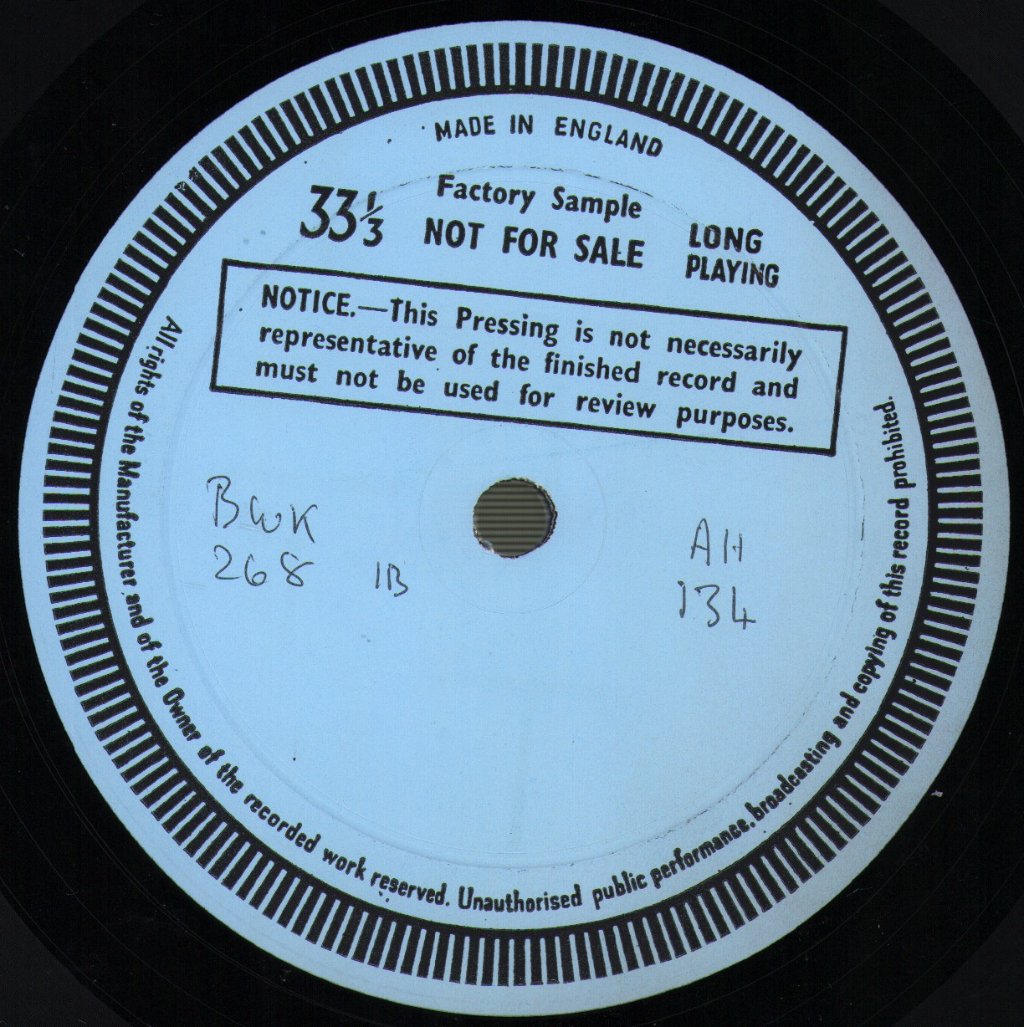 MADE IN ENGLAND
33⅓
Factory Sample
NOT FOR SALE
LONG
PLAYING
NOTICE.—This Pressing is not necessarily
representative of the finished record and
must not be used for review purposes.
BWK
268
1B
AH
134
All rights of the Manufacturer and of the Owner of the recorded work reserved. Unauthorised public performance, broadcasting and copying of this record prohibited.